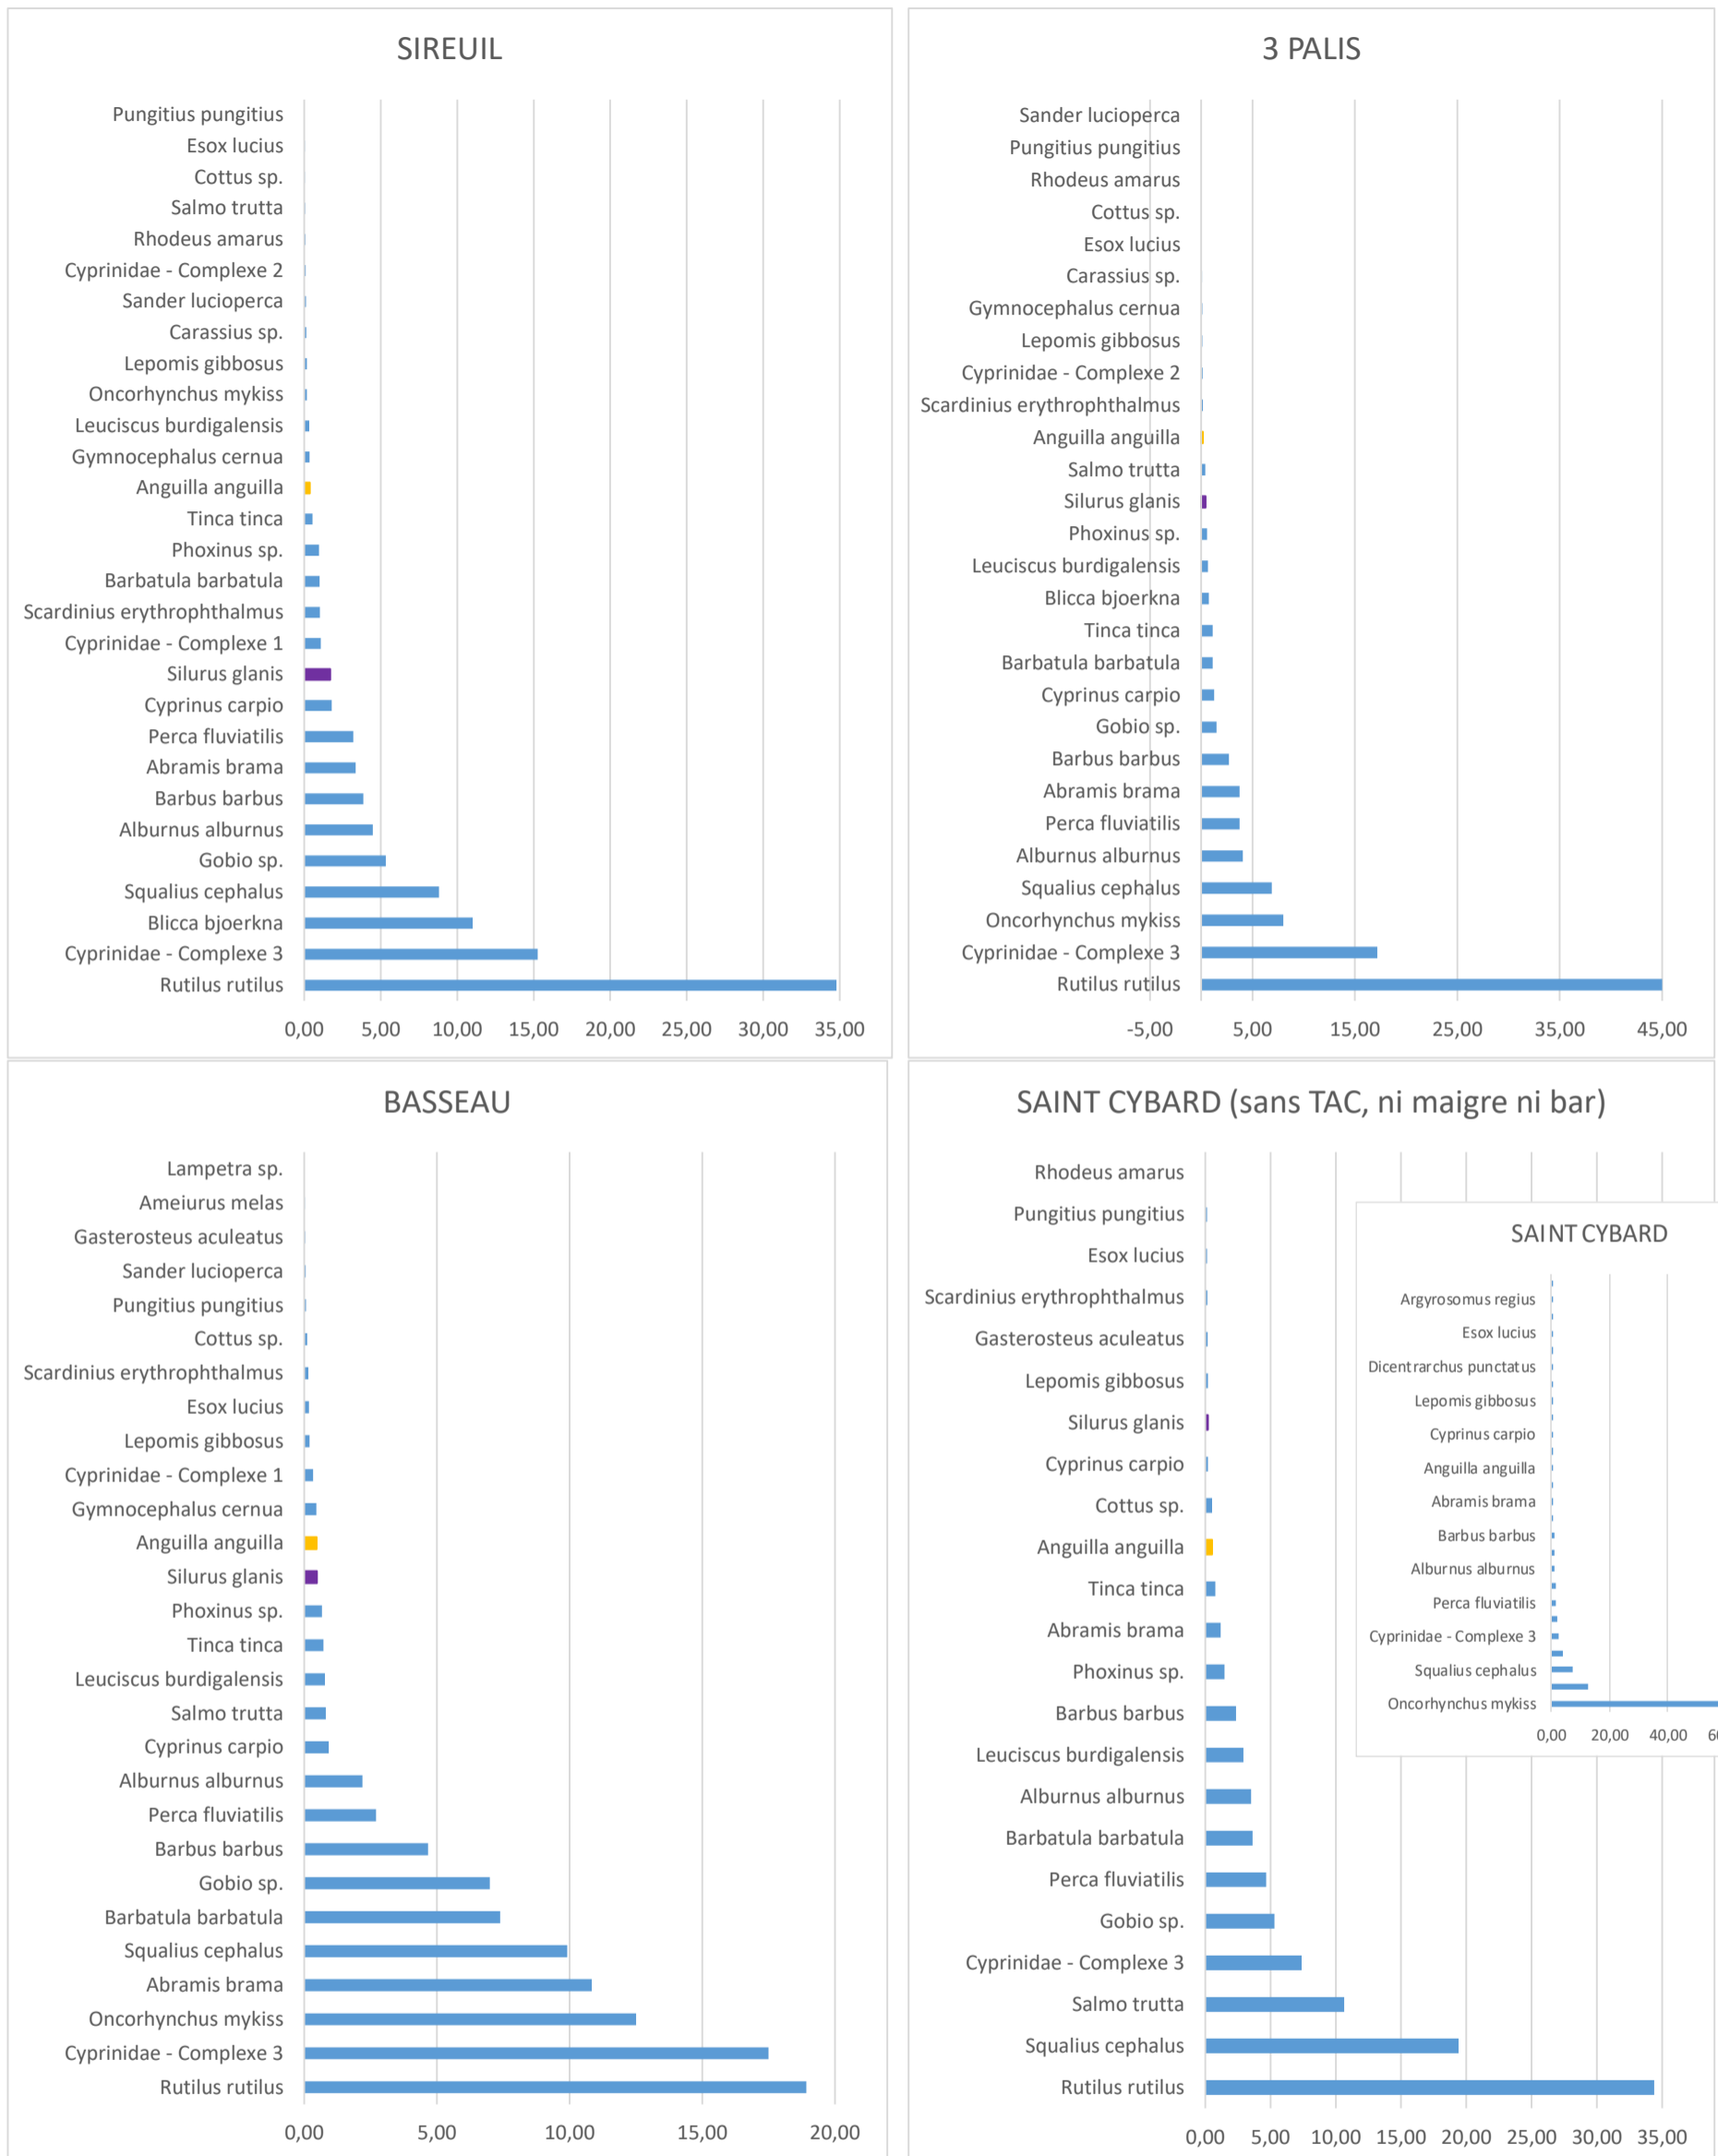 SIREUIL
Pungitius pungitius
Esox lucius
Cottus sp.
Salmo trutta
Rhodeus amarus
Cyprinidae - Complexe 2
Sander lucioperca
Carassius sp.
Lepomis gibbosus
Oncorhynchus mykiss
Leuciscus burdigalensis
Gymnocephalus cernua
Anguilla anguilla
Tinca tinca
Phoxinus sp.
Barbatula barbatula
Scardinius erythrophthalmus
Cyprinidae - Complexe 1
Silurus glanis
Cyprinus carpio
Perca fluviatilis
Abramis brama
Barbus barbus
Alburnus alburnus
Gobio sp.
Squalius cephalus
Blicca bjoerkna
Cyprinidae - Complexe 3
Rutilus rutilus
0,00 5,00 10,00 15,00 20,00 25,00 30,00 35,00
3 PALIS
Sander lucioperca
Pungitius pungitius
Rhodeus amarus
Cottus sp.
Esox lucius
Carassius sp.
Gymnocephalus cernua
Lepomis gibbosus
Cyprinidae - Complexe 2
Scardinius erythrophthalmus
Anguilla anguilla
Salmo trutta
Silurus glanis
Phoxinus sp.
Leuciscus burdigalensis
Blicca bjoerkna
Tinca tinca
Barbatula barbatula
Cyprinus carpio
Gobio sp.
Barbus barbus
Abramis brama
Perca fluviatilis
Alburnus alburnus
Squalius cephalus
Oncorhynchus mykiss
Cyprinidae - Complexe 3
Rutilus rutilus
-5,00 5,00 15,00 25,00 35,00 45,00
BASSEAU
Lampetra sp.
Ameiurus melas
Gasterosteus aculeatus
Sander lucioperca
Pungitius pungitius
Cottus sp.
Scardinius erythrophthalmus
Esox lucius
Lepomis gibbosus
Cyprinidae - Complexe 1
Gymnocephalus cernua
Anguilla anguilla
Silurus glanis
Phoxinus sp.
Tinca tinca
Leuciscus burdigalensis
Salmo trutta
Cyprinus carpio
Alburnus alburnus
Perca fluviatilis
Barbus barbus
Gobio sp.
Barbatula barbatula
Squalius cephalus
Abramis brama
Oncorhynchus mykiss
Cyprinidae - Complexe 3
Rutilus rutilus
0,00 5,00 10,00 15,00 20,00
SAINT CYBARD (sans TAC, ni maigre ni bar)
Rhodeus amarus
Pungitius pungitius
Esox lucius
Scardinius erythrophthalmus
Gasterosteus aculeatus
Lepomis gibbosus
Silurus glanis
Cyprinus carpio
Cottus sp.
Anguilla anguilla
Tinca tinca
Abramis brama
Phoxinus sp.
Barbus barbus
Leuciscus burdigalensis
Alburnus alburnus
Barbatula barbatula
Perca fluviatilis
Gobio sp.
Cyprinidae - Complexe 3
Salmo trutta
Squalius cephalus
Rutilus rutilus
0,00 5,00 10,00 15,00 20,00 25,00 30,00 35,00
SAINT CYBARD
Argyrosomus regius
Esox lucius
Dicentrarchus punctatus
Lepomis gibbosus
Cyprinus carpio
Anguilla anguilla
Abramis brama
Barbus barbus
Alburnus alburnus
Perca fluviatilis
Cyprinidae - Complexe 3
Squalius cephalus
Oncorhynchus mykiss
0,00 20,00 40,00